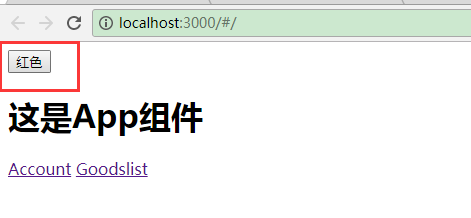 localhost:3000/#/
红色
这是App组件
Account Goodslist